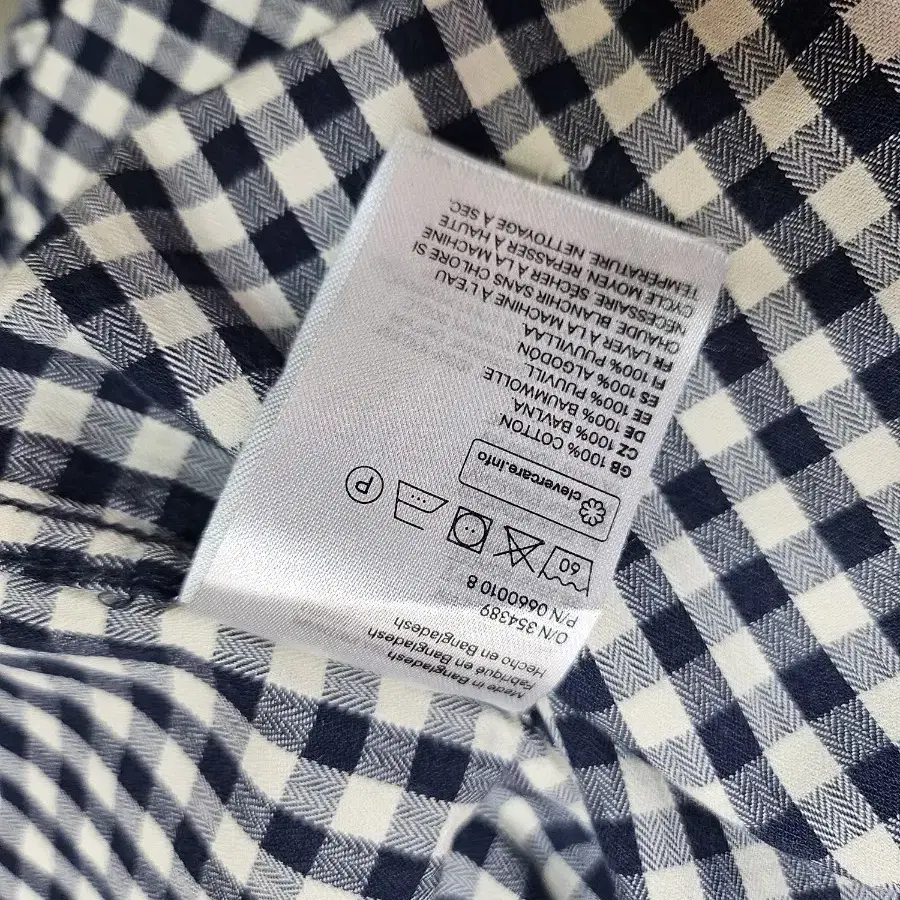 Made in Bangladesh
Fabriqué en Bangladesh
Hecho en Bangladesh
O/N 354389
P/N 0660010 8
60
P
clevercare.info
GB 100% COTTON.
CZ 100% BAVLNA.
DE 100% BAUMWOLLE
EE 100% PUUVILL.
ES 100% ALGODÓN.
FI 100% PUUVILLA.
FR LAVER À LA MACHINE À L'EAU
CHAUDE BLANCHIR SANS CHLORE SI
NÉCESSAIRE SÉCHER À LA MACHINE
CYCLE MOYEN REPASSER À HAUTE
TEMPÉRATURE. NETTOYAGE À SEC.